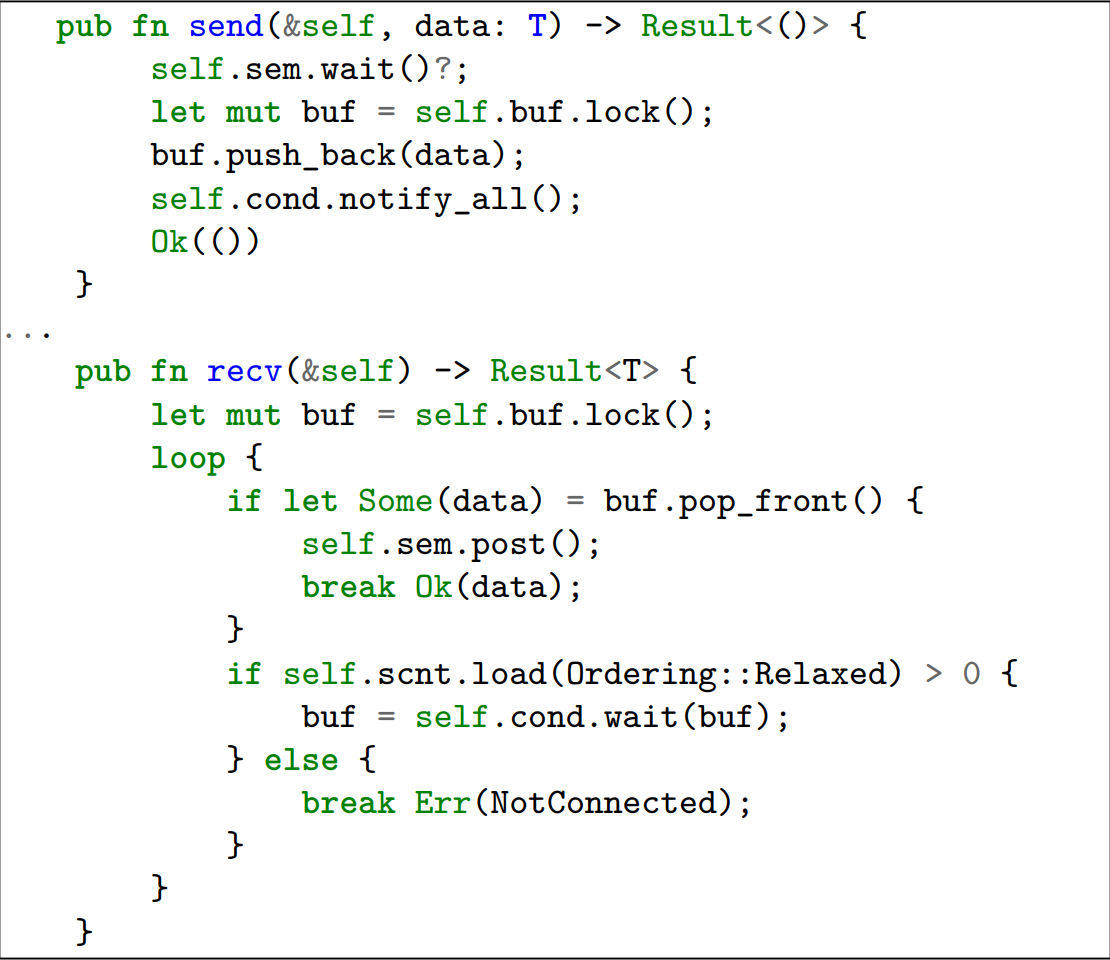 pub fn send(&self, data: T) -> Result<()> {
self.sem.wait()?;
let mut buf = self.buf.lock();
buf.push_back(data);
self.cond.notify_all();
Ok(())
}
...
pub fn recv(&self) -> Result<T> {
let mut buf = self.buf.lock();
loop {
if let Some(data) = buf.pop_front() {
self.sem.post();
break Ok(data);
}
if self.scnt.load(Ordering::Relaxed) > 0 {
buf = self.cond.wait(buf);
} else {
break Err(NotConnected);
}
}
}